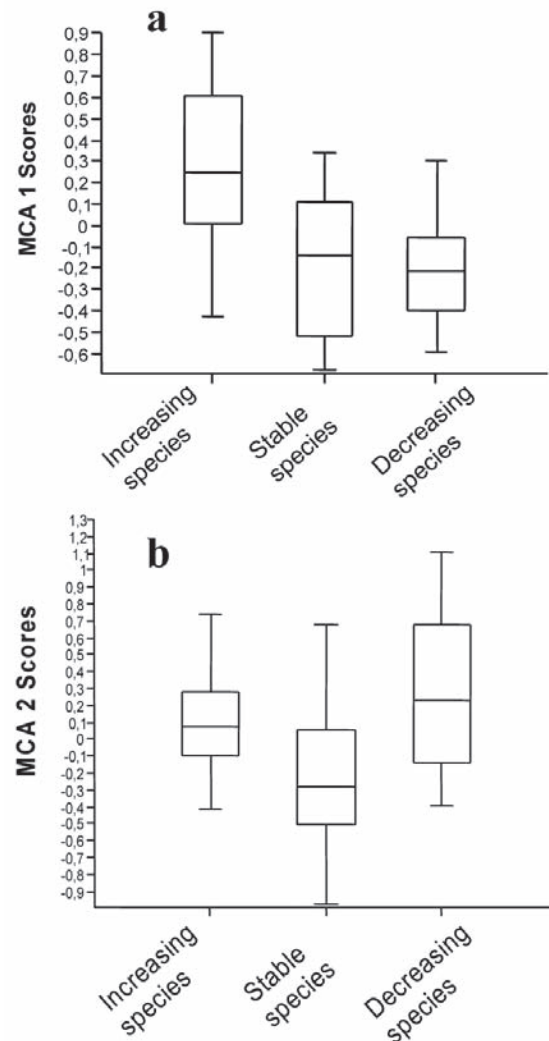 a
MCA 1 Scores
0,9
0,8
0,7
0,6
0,5
0,4
0,3
0,2
0,1
0
-0,1
-0,2
-0,3
-0,4
-0,5
-0,6
Increasing
species
Stable
species
Decreasing
species
b
MCA 2 Scores
1,3
1,2
1,1
1
0,9
0,8
0,7
0,6
0,5
0,4
0,3
0,2
0,1
0
-0,1
-0,2
-0,3
-0,4
-0,5
-0,6
-0,7
-0,8
-0,9
Increasing
species
Stable
species
Decreasing
species